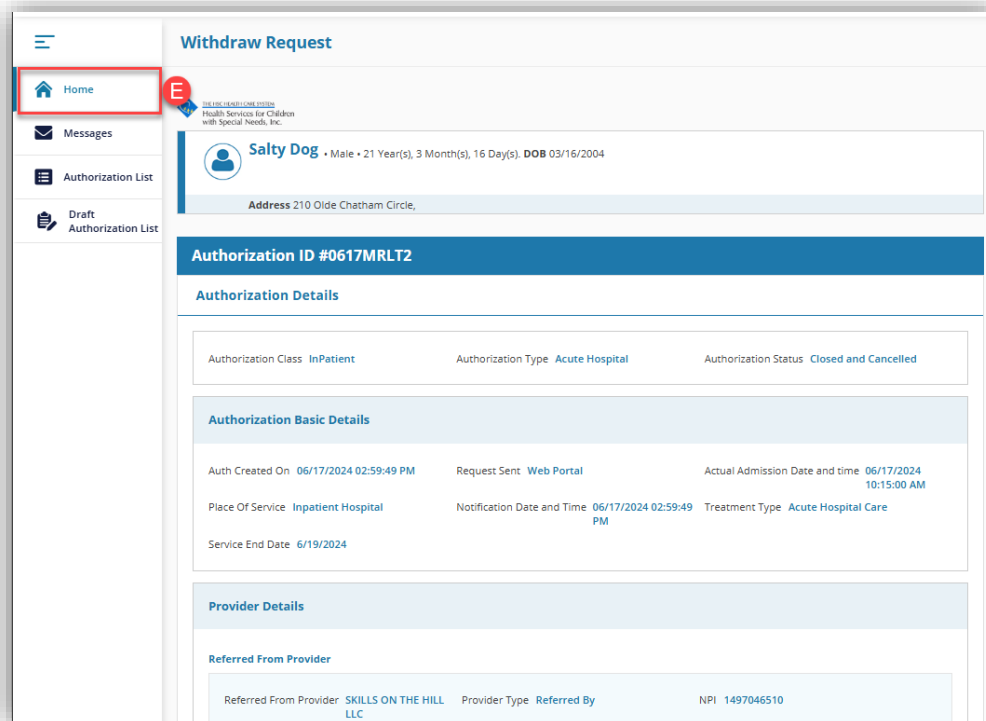 Withdraw Request
Home
E
Messages
Authorization List
Draft
Authorization List
THE HSC HEALTH CARE SYSTEM
Health Services for Children
with Special Needs, Inc.
Salty Dog • Male • 21 Year(s), 3 Month(s), 16 Day(s). DOB 03/16/2004
Address 210 Olde Chatham Circle,
Authorization ID #0617MRLT2
Authorization Details
Authorization Class InPatient Authorization Type Acute Hospital Authorization Status Closed and Cancelled
Authorization Basic Details
Auth Created On 06/17/2024 02:59:49 PM Request Sent Web Portal Actual Admission Date and time 06/17/2024
10:15:00 AM
Place Of Service Inpatient Hospital Notification Date and Time 06/17/2024 02:59:49 Treatment Type Acute Hospital Care
PM
Service End Date 6/19/2024
Provider Details
Referred From Provider
Referred From Provider SKILLS ON THE HILL Provider Type Referred By NPI 1497046510
LLC